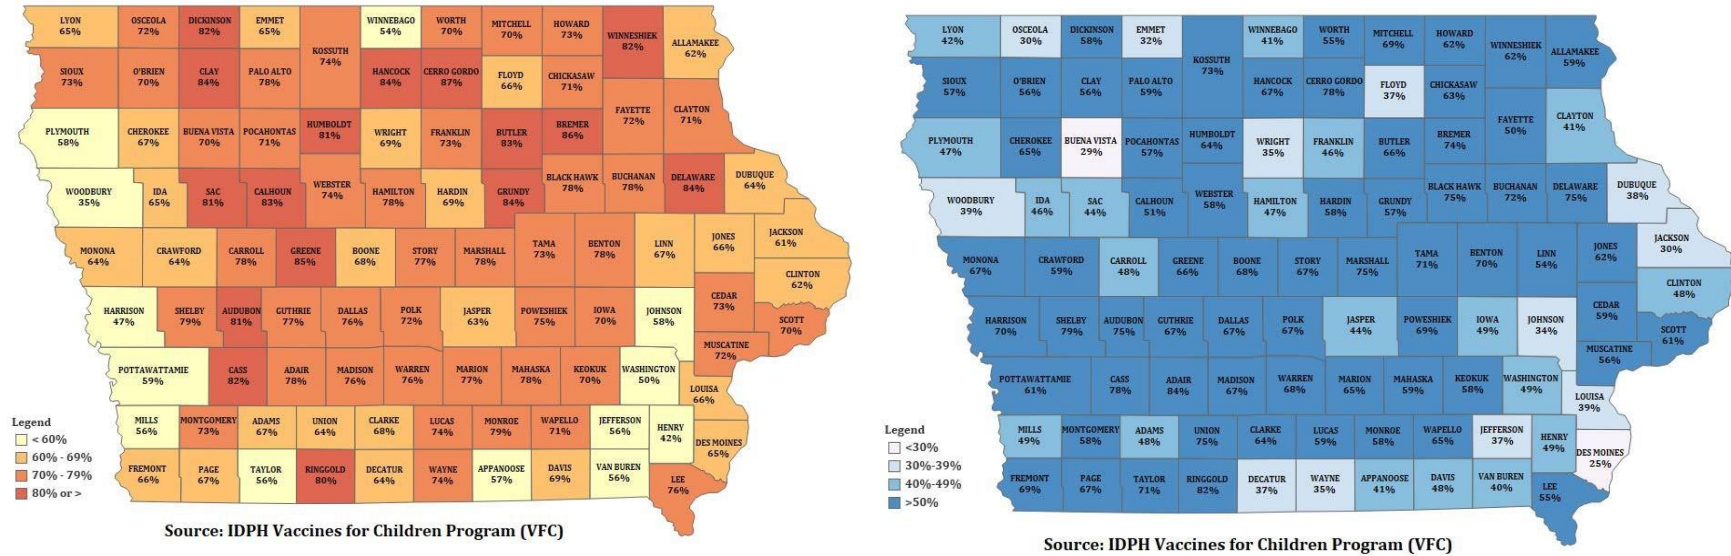 LYON OSCEOLA DICKINSON EMMET WINNEBAGO WORTH MITCHELL HOWARD
65% 72% 82% 65% 54% 70% 70% 73%
KOSSUTH WINNESHIEK ALLAMAKEE
74% 82% 62%
SIOUX O'BRIEN CLAY PALO ALTO HANCOCK CERRO GORDO FLOYD CHICKASAW
73% 70% 84% 78% 84% 87% 66% 71%
FAYETTE CLAYTON
72% 71%
PLYMOUTH CHEROKEE BUENA VISTA POCAHONTAS HUMBOLDT WRIGHT FRANKLIN BUTLER BREMER
58% 67% 70% 71% 81% 69% 73% 83% 86%
WOODBURY IDA SAC CALHOUN WEBSTER HAMILTON HARDIN GRUNDY BLACK HAWK BUCHANAN DELAWARE DUBUQUE
35% 65% 81% 83% 74% 78% 69% 84% 78% 78% 84% 64%
MONONA CRAWFORD CARROLL GREENE BOONE STORY MARSHALL TAMA BENTON LINN JONES JACKSON
64% 64% 78% 85% 68% 77% 78% 73% 78% 67% 66% 61%
CLINTON
62%
HARRISON SHELBY AUDUBON GUTHRIE DALLAS POLK JASPER POWESHIEK IOWA JOHNSON CEDAR SCOTT
47% 79% 81% 77% 76% 72% 63% 75% 70% 58% 73% 70%
MUSCATINE
72%
POTTAWATTAMIE CASS ADAIR MADISON WARREN MARION MAHASKA KEOKUK WASHINGTON LOUISA
59% 82% 78% 76% 76% 77% 78% 70% 50% 66%
MILLS MONTGOMERY ADAMS UNION CLARKE LUCAS MONROE WAPELLO JEFFERSON HENRY DES MOINES
56% 73% 67% 64% 68% 74% 79% 71% 56% 42% 65%
FREMONT PAGE TAYLOR RINGGOLD DECATUR WAYNE APPANOOSE DAVIS VAN BUREN LEE
66% 67% 56% 80% 64% 74% 57% 69% 56% 76%
Legend
< 60%
60% - 69%
70% - 79%
80% or >
Source: IDPH Vaccines for Children Program (VFC)
LYON OSCEOLA DICKINSON EMMET WINNEBAGO WORTH MITCHELL HOWARD
42% 30% 58% 32% 41% 55% 69% 62%
KOSSUTH WINNESHIEK ALLAMAKEE
73% 62% 59%
SIOUX O'BRIEN CLAY PALO ALTO HANCOCK CERRO GORDO FLOYD CHICKASAW
57% 56% 56% 59% 67% 78% 37% 63%
FAYETTE CLAYTON
50% 41%
PLYMOUTH CHEROKEE BUENA VISTA POCAHONTAS HUMBOLDT WRIGHT FRANKLIN BUTLER BREMER
47% 65% 29% 57% 64% 35% 46% 66% 74%
WOODBURY IDA SAC CALHOUN WEBSTER HAMILTON HARDIN GRUNDY BLACK HAWK BUCHANAN DELAWARE DUBUQUE
39% 46% 44% 51% 58% 47% 58% 57% 75% 72% 75% 38%
MONONA CRAWFORD CARROLL GREENE BOONE STORY MARSHALL TAMA BENTON LINN JONES JACKSON
67% 59% 48% 66% 68% 67% 75% 71% 70% 54% 62% 30%
CLINTON
48%
HARRISON SHELBY AUDUBON GUTHRIE DALLAS POLK JASPER POWESHIEK IOWA JOHNSON CEDAR SCOTT
70% 79% 75% 67% 67% 67% 44% 69% 49% 34% 59% 61%
MUSCATINE
56%
POTTAWATTAMIE CASS ADAIR MADISON WARREN MARION MAHASKA KEOKUK WASHINGTON LOUISA
61% 78% 84% 67% 68% 65% 59% 58% 49% 39%
MILLS MONTGOMERY ADAMS UNION CLARKE LUCAS MONROE WAPELLO JEFFERSON HENRY DES MOINES
49% 58% 48% 75% 64% 59% 58% 65% 37% 49% 25%
FREMONT PAGE TAYLOR RINGGOLD DECATUR WAYNE APPANOOSE DAVIS VAN BUREN LEE
69% 67% 71% 82% 37% 35% 41% 48% 40% 55%
Legend
<30%
30%-39%
40%-49%
>50%
Source: IDPH Vaccines for Children Program (VFC)